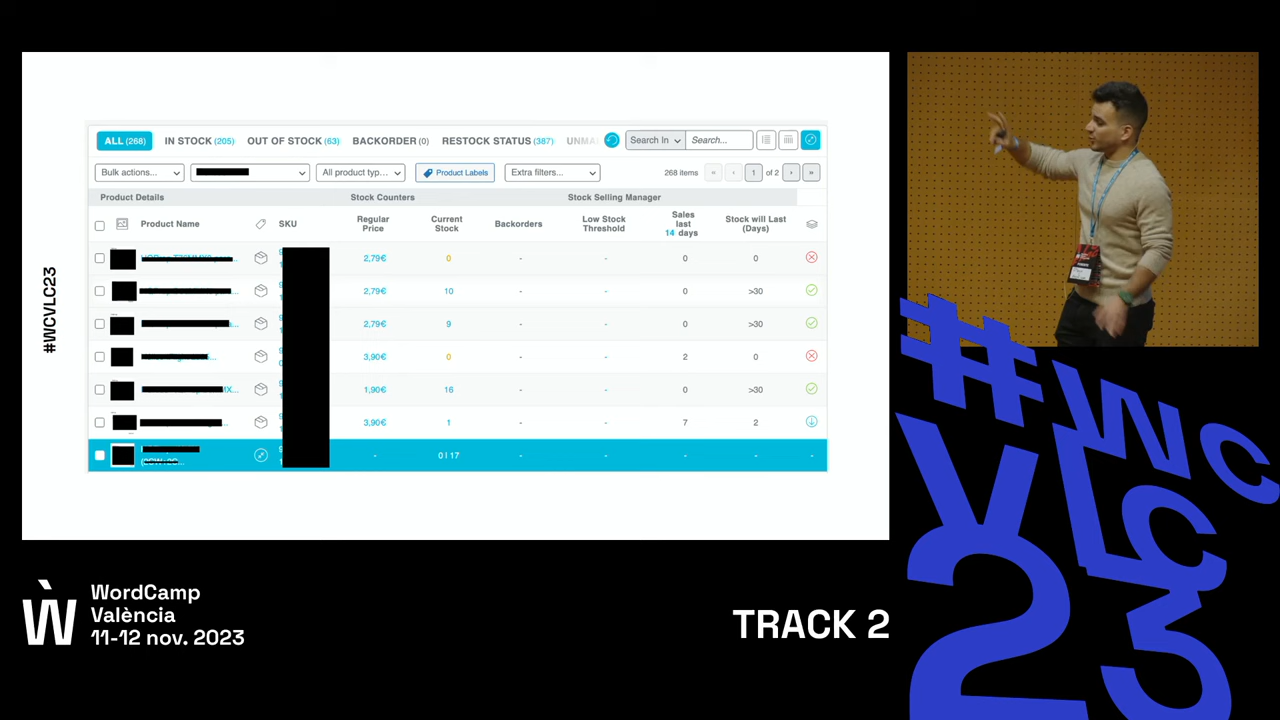 #WCVLC23
ALL (268) IN STOCK (205) OUT OF STOCK (63) BACKORDER (0) RESTOCK STATUS (387) Search In Search...
Bulk actions... All product typ... Product Labels Extra filters... 268 items « ‹ 1 of 2 › »
Product Details Stock Counters Stock Selling Manager
Product Name SKU Regular Price Current Stock Backorders Low Stock Threshold Sales last 14 days Stock will Last (Days)
2,79€ 0 - - 0 0
2,79€ 10 - - 0 >30
2,79€ 9 - - 0 >30
3,90€ 0 - - 2 0
1,90€ 16 - - 0 >30
3,90€ 1 - - 7 2
- 0 | 17 - - - - -
WordCamp
València
11-12 nov. 2023
TRACK 2
#WC
VLC
23